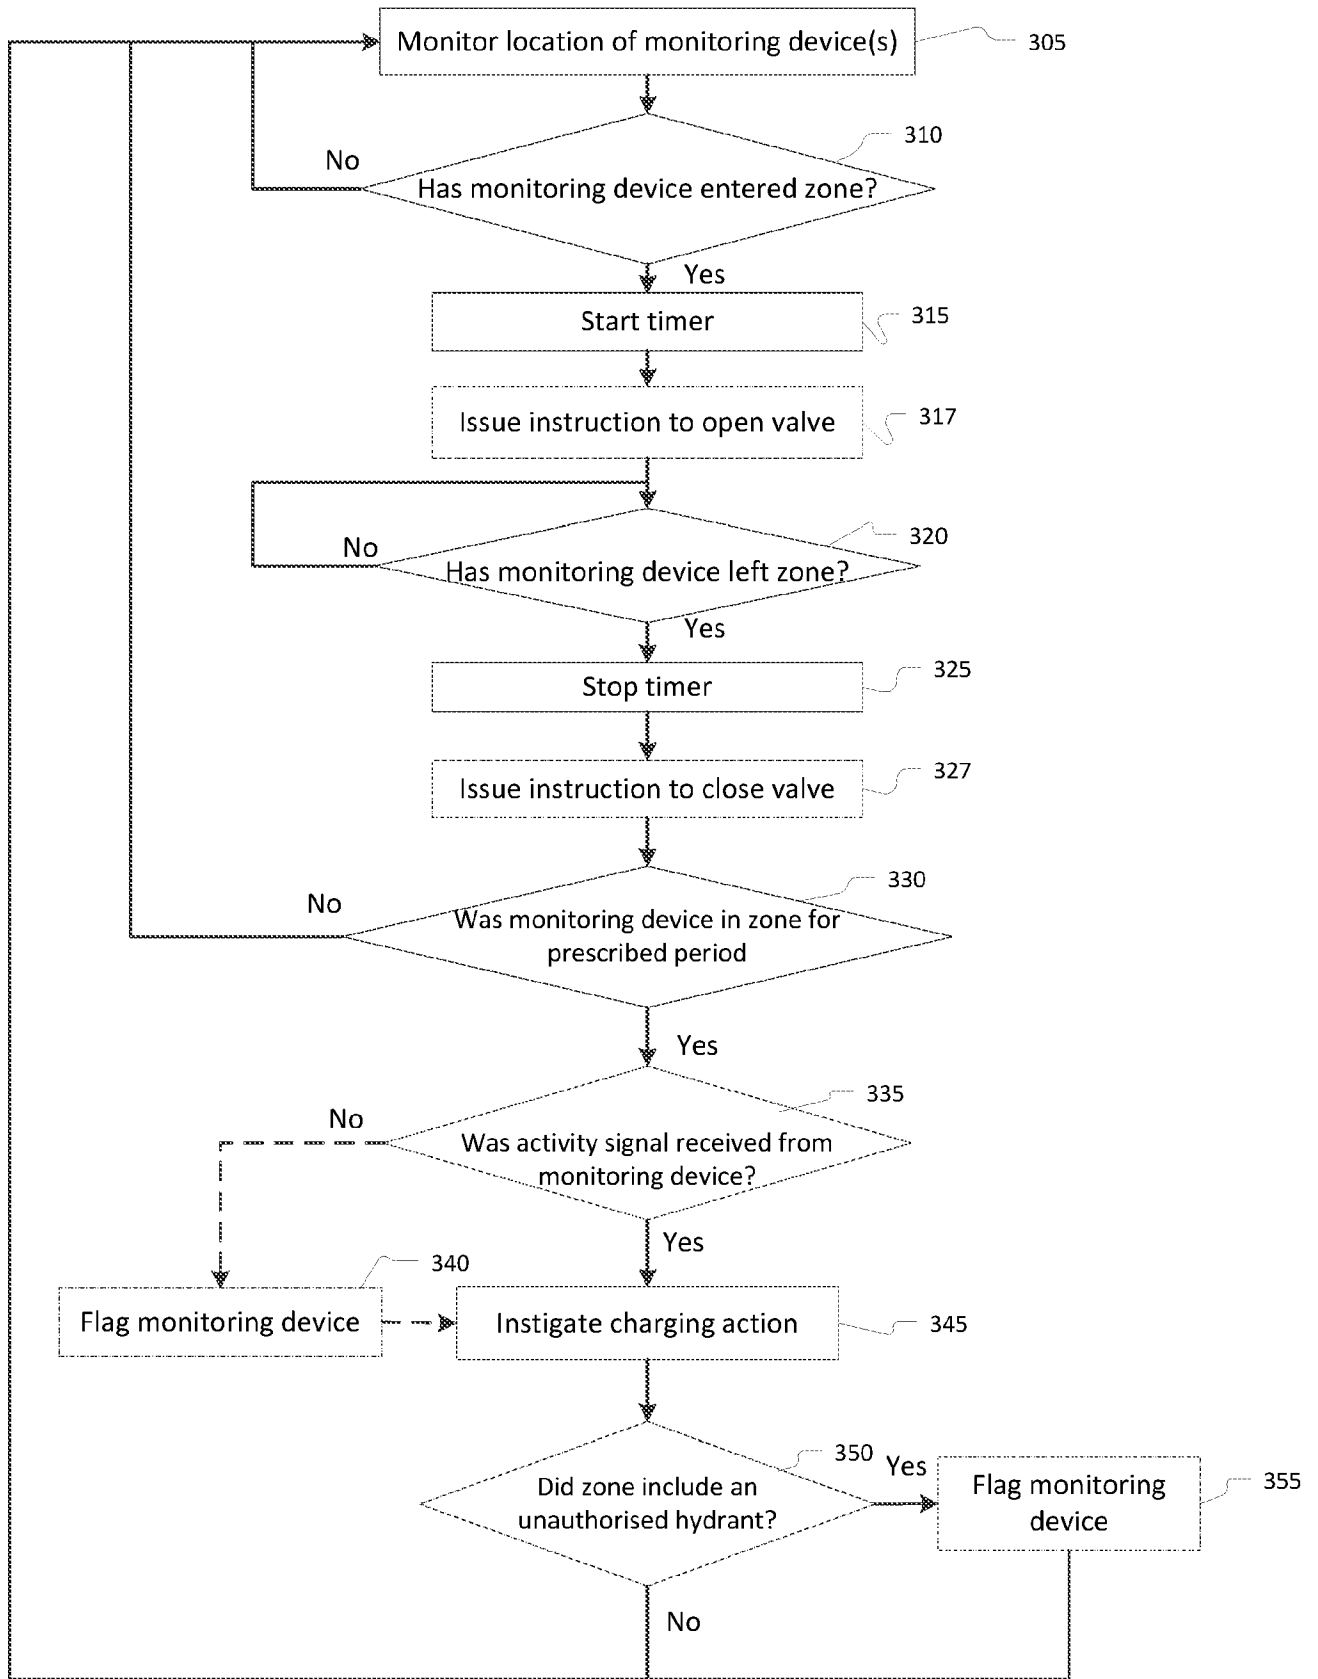 Monitor location of monitoring device(s)
305
310
No
Has monitoring device entered zone?
Yes
Start timer
315
Issue instruction to open valve
317
320
No
Has monitoring device left zone?
Yes
Stop timer
325
Issue instruction to close valve
327
330
No
Was monitoring device in zone for
prescribed period
Yes
335
No
Was activity signal received from
monitoring device?
Yes
340
Flag monitoring device
Instigate charging action
345
350
Yes
Did zone include an
unauthorised hydrant?
Flag monitoring
device
355
No